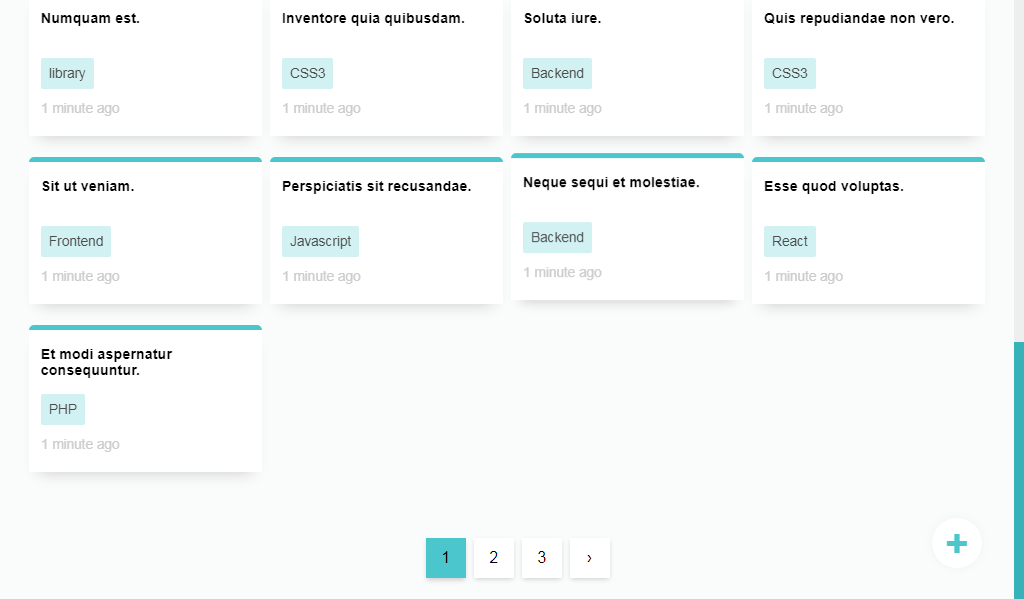 Numquam est.
Inventore quia quibusdam.
Soluta iure.
Quis repudiandae non vero.
library
CSS3
Backend
CSS3
1 minute ago
1 minute ago
1 minute ago
1 minute ago
Sit ut veniam.
Perspiciatis sit recusandae.
Neque sequi et molestiae.
Esse quod voluptas.
Frontend
Javascript
Backend
React
1 minute ago
1 minute ago
1 minute ago
1 minute ago
Et modi aspernatur
consequuntur.
PHP
1 minute ago
1 2 3 ›
+